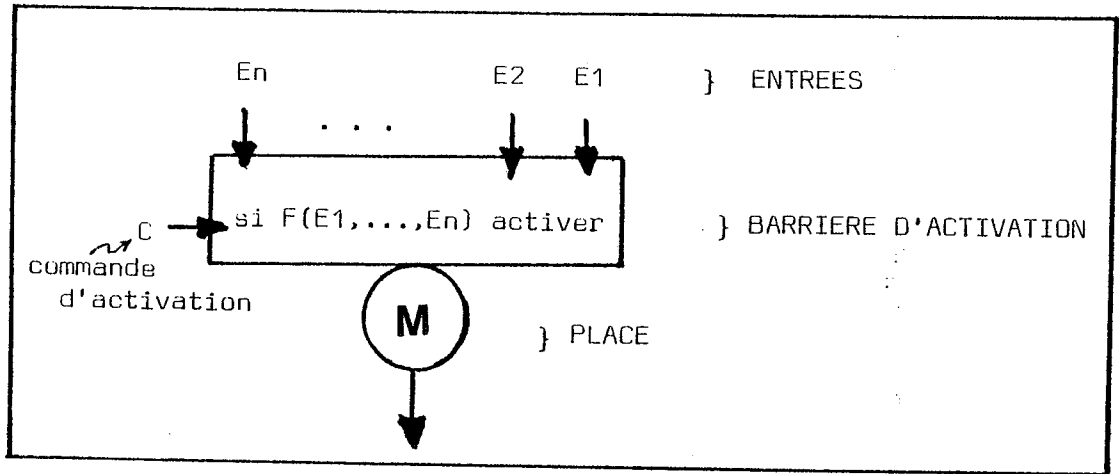 En . . . E2 E1 } ENTREES
C si F(E1,...,En) activer } BARRIERE D'ACTIVATION
commande
d'activation
M } PLACE